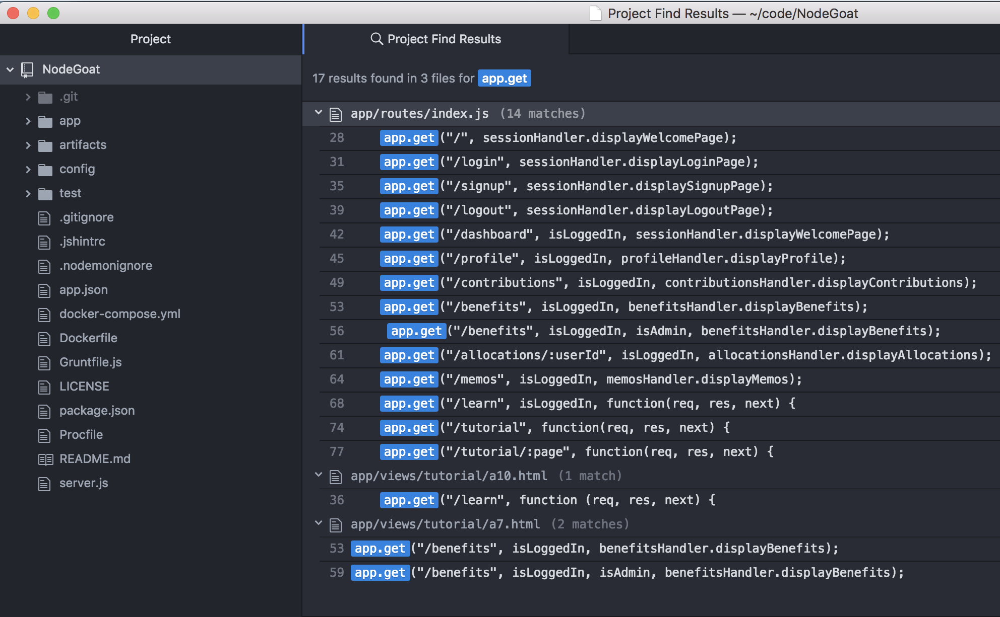 Project Find Results — ~/code/NodeGoat
Project
Project Find Results
NodeGoat
.git
app
artifacts
config
test
.gitignore
.jshintrc
.nodemonignore
app.json
docker-compose.yml
Dockerfile
Gruntfile.js
LICENSE
package.json
Procfile
README.md
server.js
17 results found in 3 files for app.get
app/routes/index.js (14 matches)
28 app.get("/", sessionHandler.displayWelcomePage);
31 app.get("/login", sessionHandler.displayLoginPage);
35 app.get("/signup", sessionHandler.displaySignupPage);
39 app.get("/logout", sessionHandler.displayLogoutPage);
42 app.get("/dashboard", isLoggedIn, sessionHandler.displayWelcomePage);
45 app.get("/profile", isLoggedIn, profileHandler.displayProfile);
49 app.get("/contributions", isLoggedIn, contributionsHandler.displayContributions);
53 app.get("/benefits", isLoggedIn, benefitsHandler.displayBenefits);
56 app.get("/benefits", isLoggedIn, isAdmin, benefitsHandler.displayBenefits);
61 app.get("/allocations/:userId", isLoggedIn, allocationsHandler.displayAllocations);
64 app.get("/memos", isLoggedIn, memosHandler.displayMemos);
68 app.get("/learn", isLoggedIn, function(req, res, next) {
74 app.get("/tutorial", function(req, res, next) {
77 app.get("/tutorial/:page", function(req, res, next) {
app/views/tutorial/a10.html (1 match)
36 app.get("/learn", function (req, res, next) {
app/views/tutorial/a7.html (2 matches)
53 app.get("/benefits", isLoggedIn, benefitsHandler.displayBenefits);
59 app.get("/benefits", isLoggedIn, isAdmin, benefitsHandler.displayBenefits);